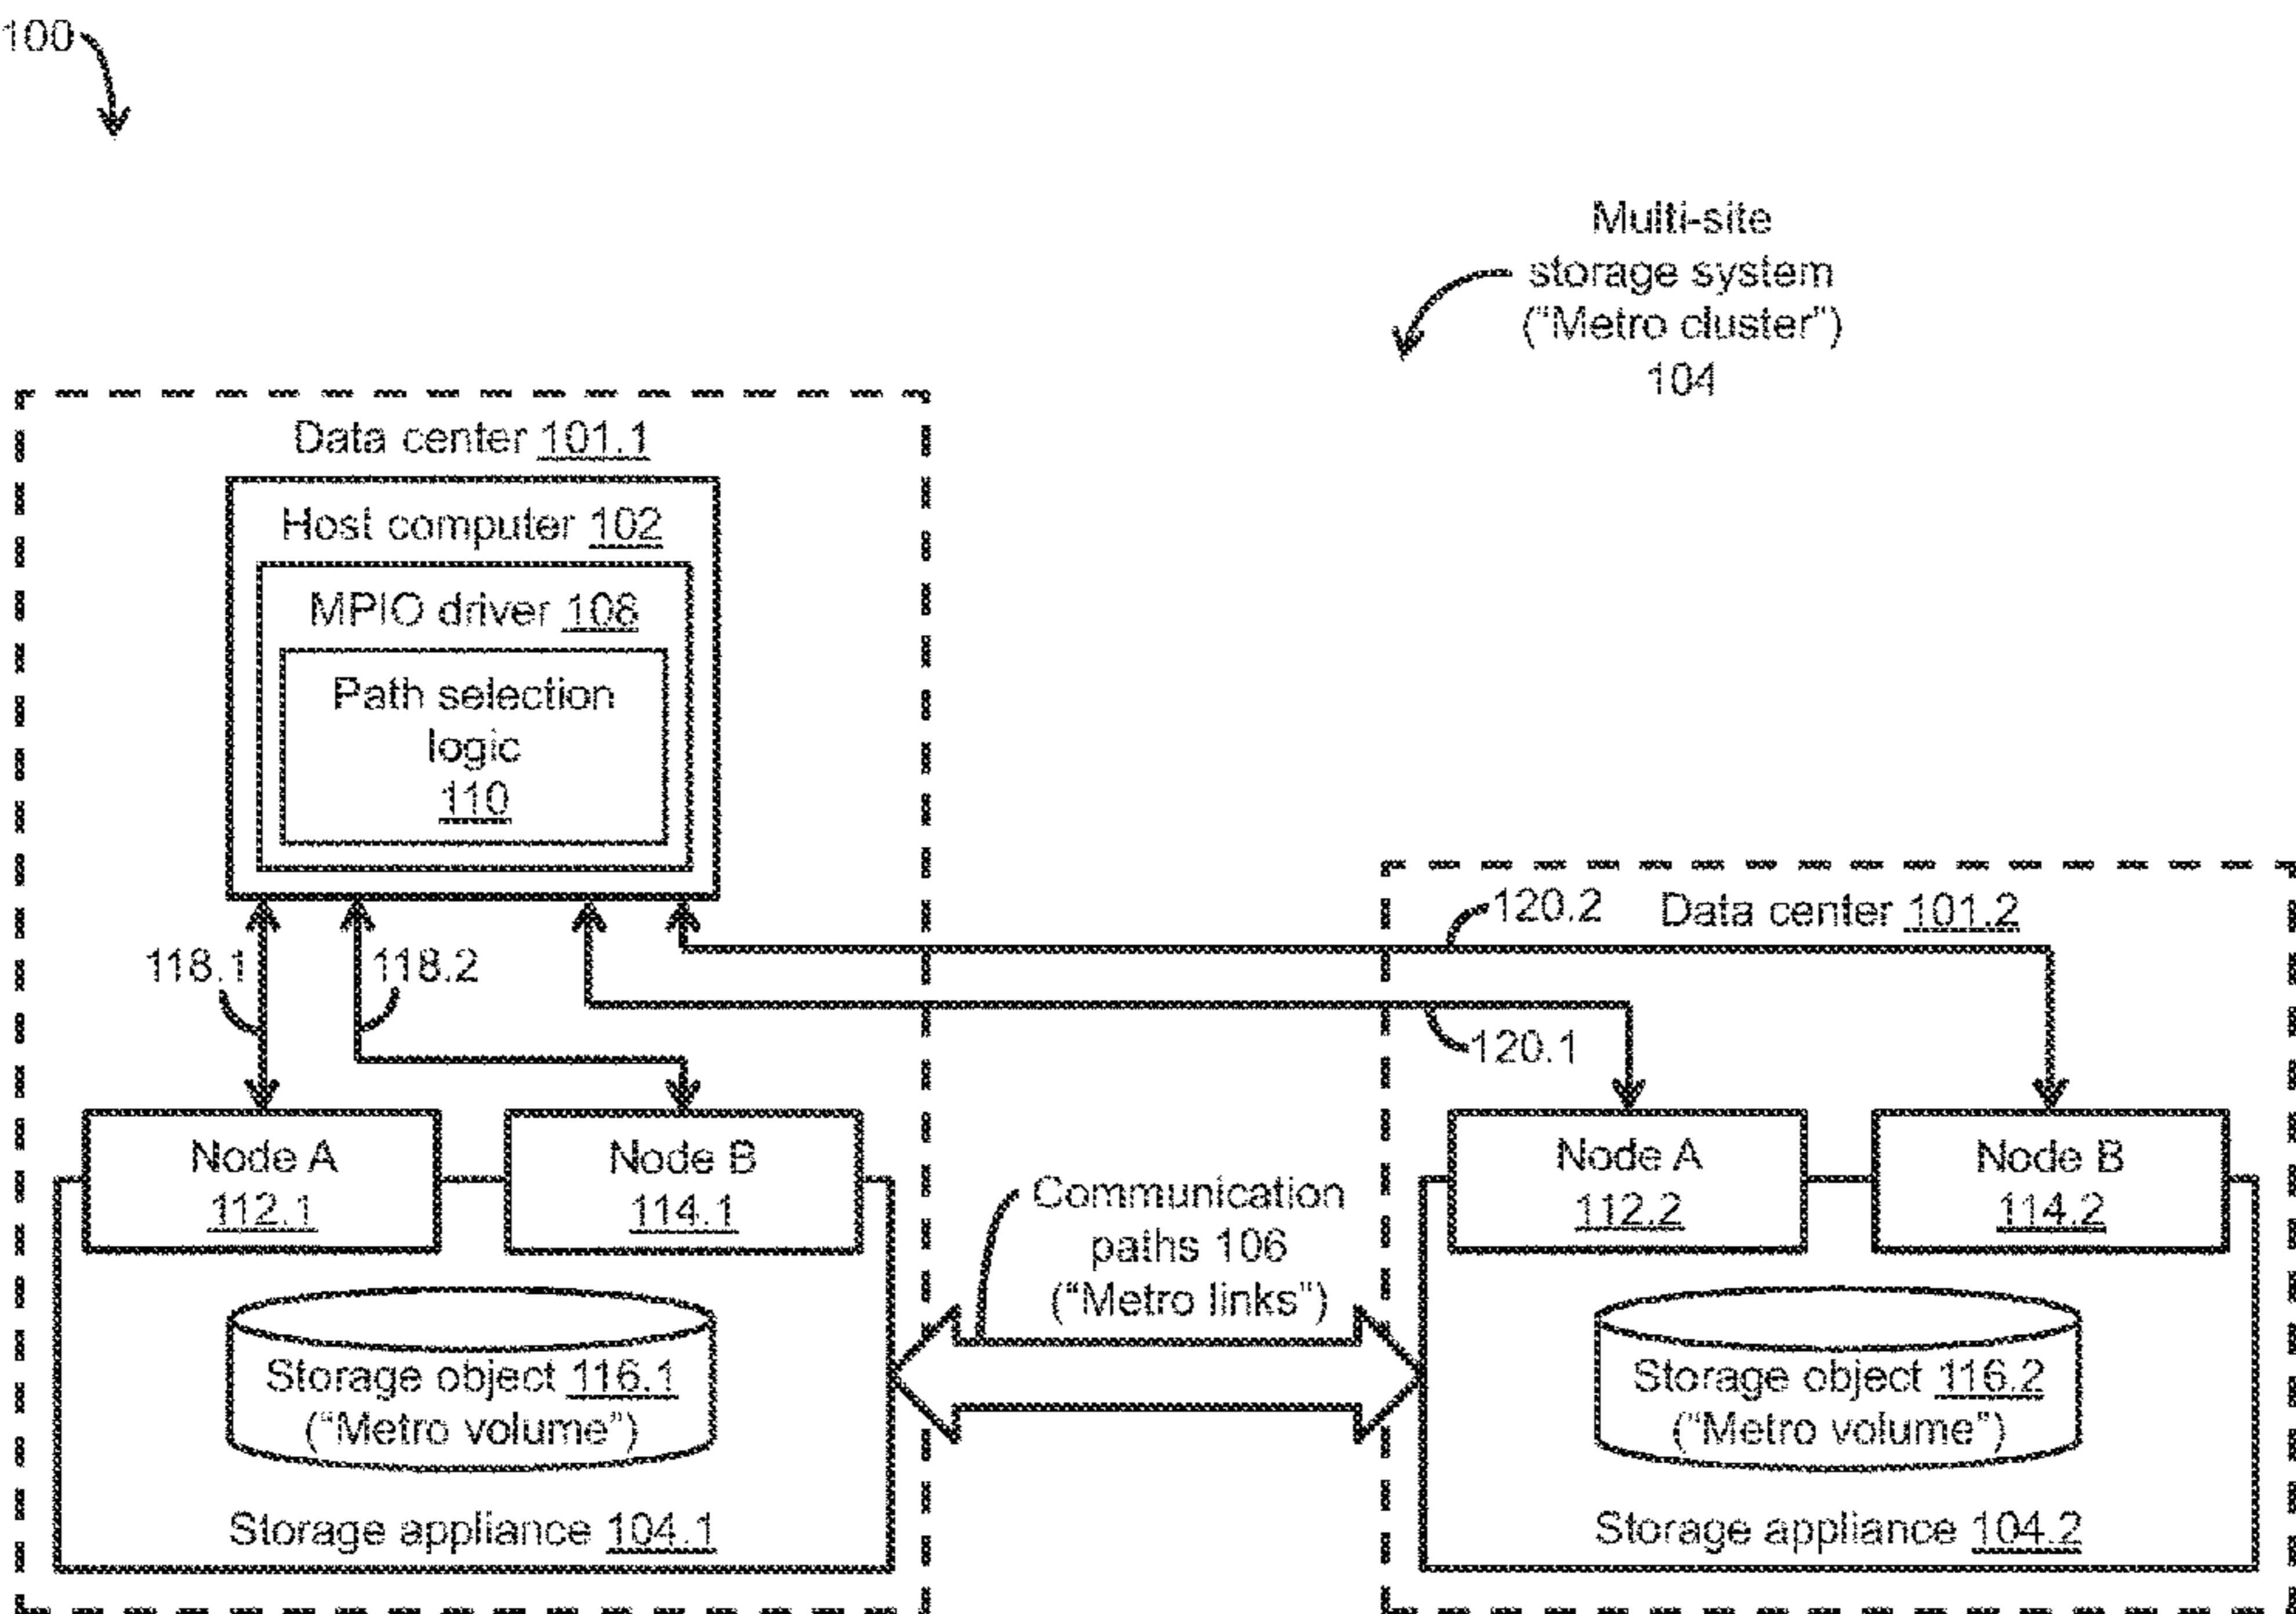 100
Multi-site
storage system
("Metro cluster")
104
Data center 101.1
Host computer 102
MPIO driver 108
Path selection
logic
110
118.1
118.2
120.2
Data center 101.2
120.1
Node A
112.1
Node B
114.1
Communication
paths 106
("Metro links")
Node A
112.2
Node B
114.2
Storage object 116.1
("Metro volume")
Storage object 116.2
("Metro volume")
Storage appliance 104.1
Storage appliance 104.2